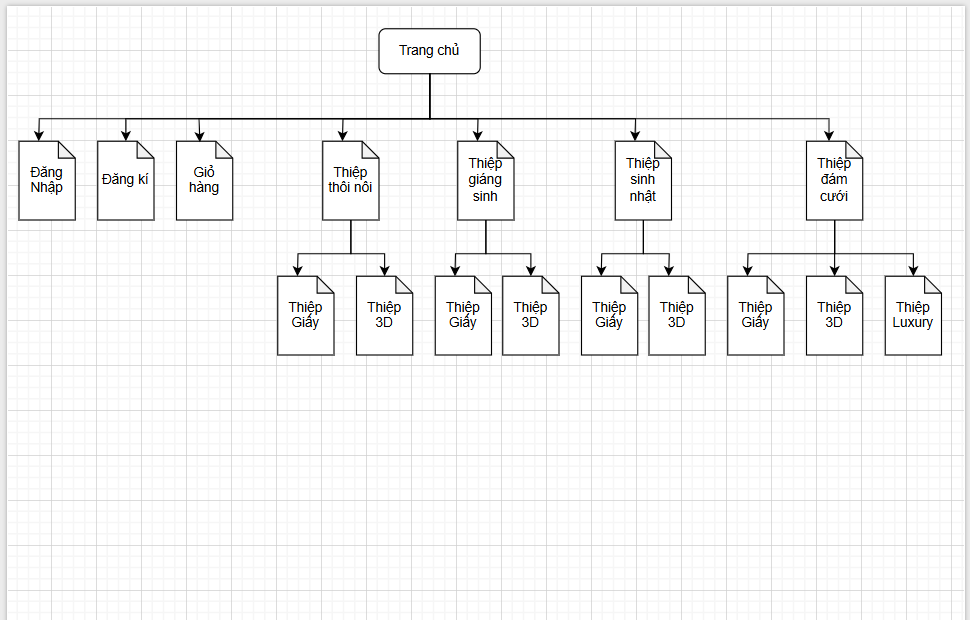 Trang chủ
Đăng
Nhập
Đăng kí
Giỏ
hàng
Thiệp
thôi nôi
Thiệp
giáng
sinh
Thiệp
sinh
nhật
Thiệp
đám
cưới
Thiệp
Giấy
Thiệp
3D
Thiệp
Giấy
Thiệp
3D
Thiệp
Giấy
Thiệp
3D
Thiệp
Giấy
Thiệp
3D
Thiệp
Luxury